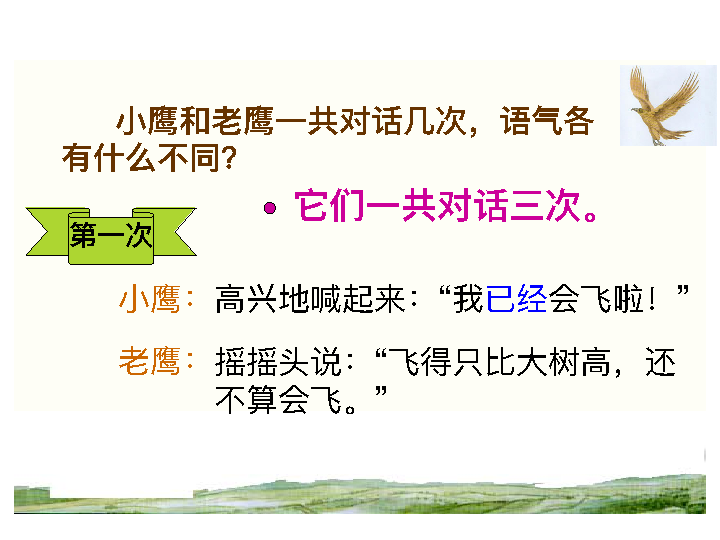 小鹰和老鹰一共对话几次，语气各
有什么不同？
• 它们一共对话三次。
第一次
小鹰：高兴地喊起来：“我已经会飞啦！”
老鹰：摇摇头说：“飞得只比大树高，还
不算会飞。”